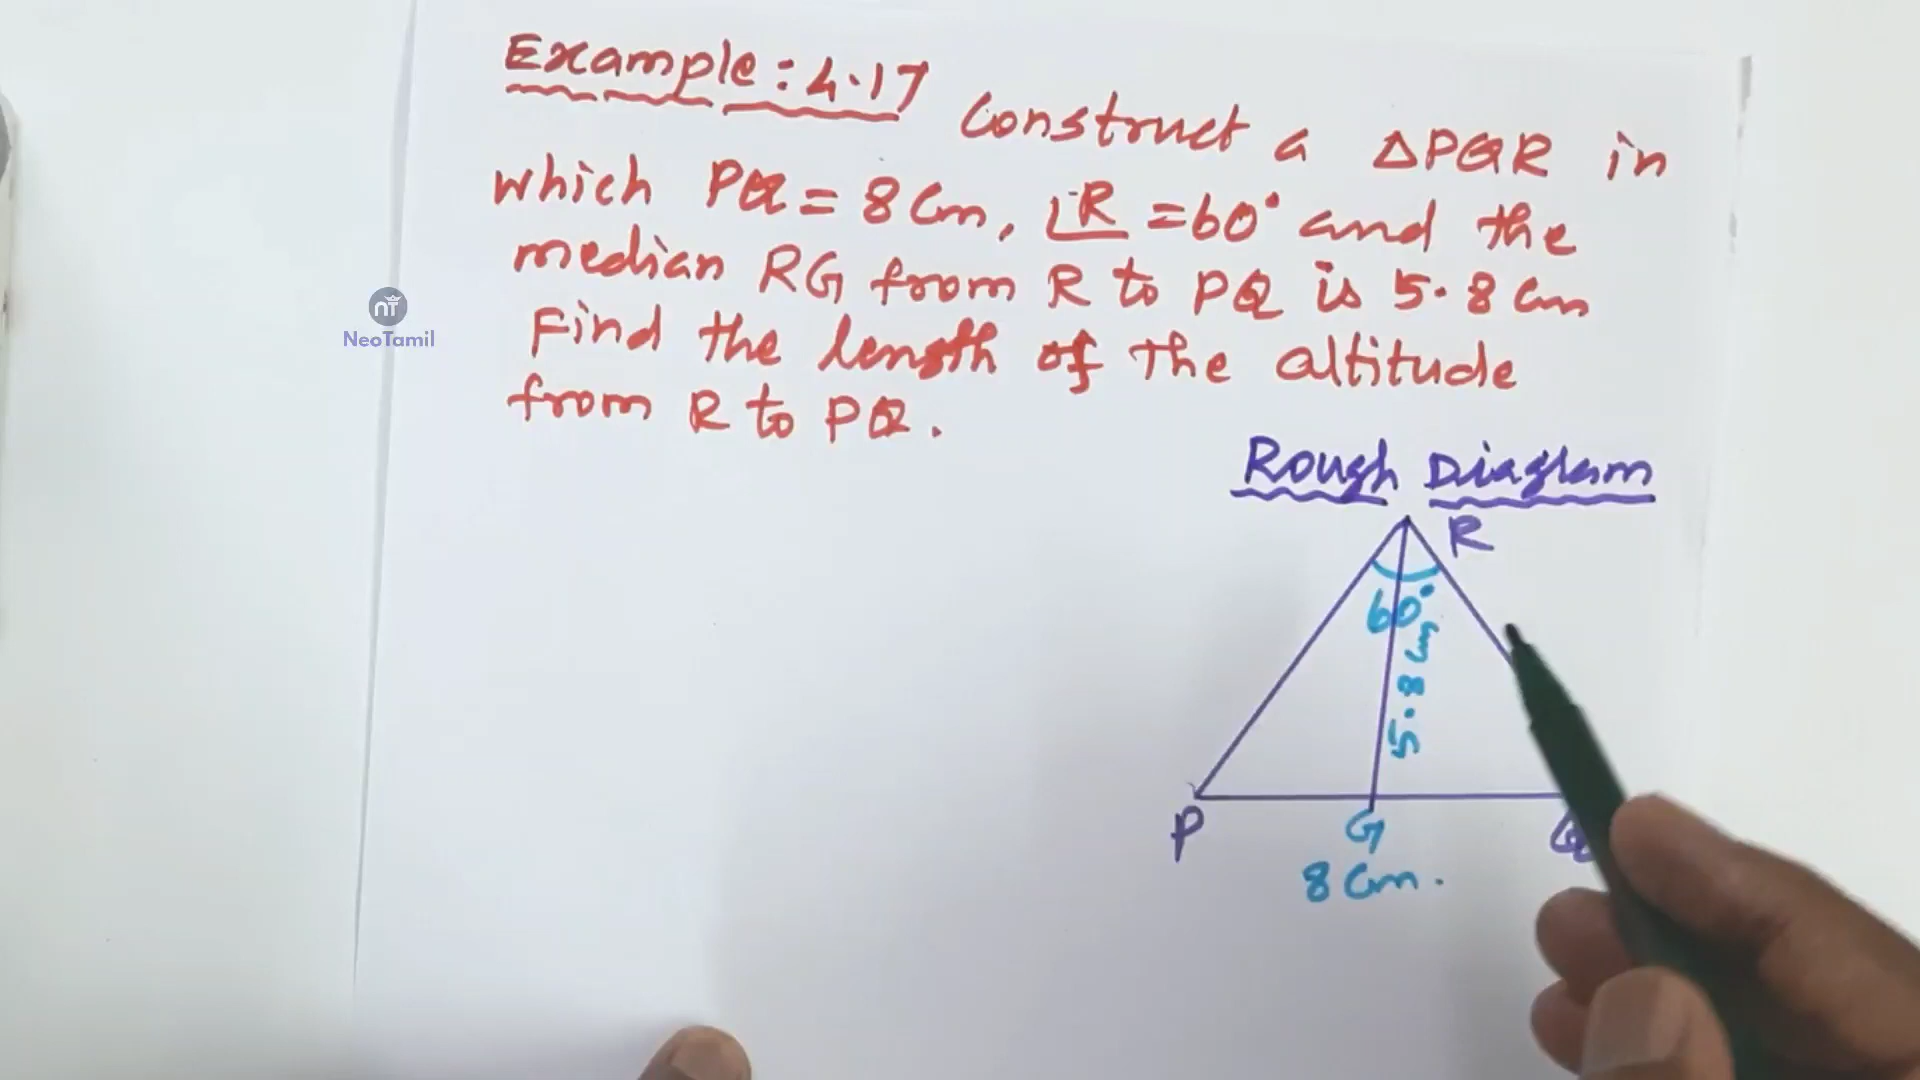 Example: 4.17 Construct a ΔPQR in
which PQ = 8 cm, ∠R = 60° and the
median RG from R to PQ is 5.8 cm
Find the length of the altitude
from R to PQ.
NeoTamil
Rough Diagram
R
60°
5.8 cm
P G Q
8 cm.